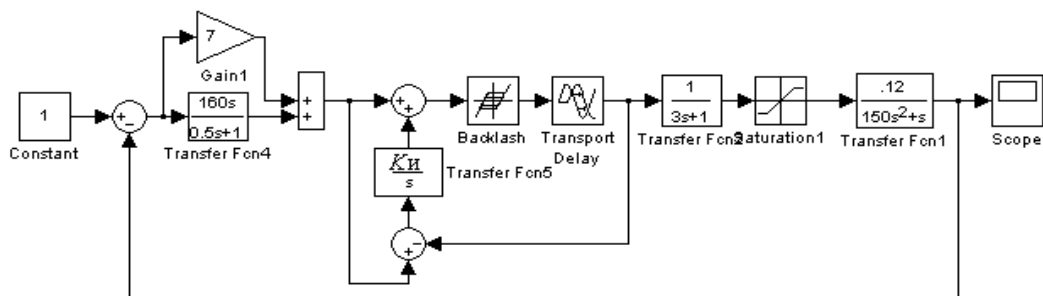 7
Gain1
1
Constant
+
-
160s
0.5s+1
Transfer Fcn4
+
+
+
+
Backlash
Transport
Delay
1
3s+1
Transfer Fcn2
Saturation1
.12
150s²+s
Transfer Fcn1
Scope
Kи
s
Transfer Fcn5
-
+